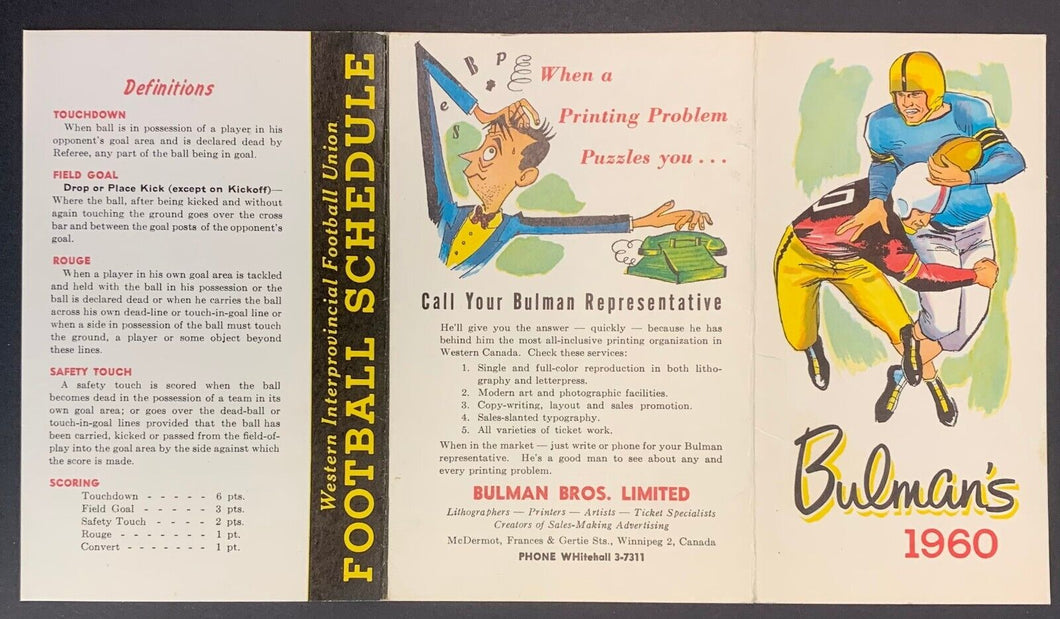 Definitions
TOUCHDOWN
When ball is in possession of a player in his
opponent's goal area and is declared dead by
Referee, any part of the ball being in goal.
FIELD GOAL
Drop or Place Kick (except on Kickoff)—
Where the ball, after being kicked and without
again touching the ground goes over the cross
bar and between the goal posts of the opponent's
goal.
ROUGE
When a player in his own goal area is tackled
and held with the ball in his possession or the
ball is declared dead or when he carries the ball
across his own dead-line or touch-in-goal line or
when a side in possession of the ball must touch
the ground, a player or some object beyond
these lines.
SAFETY TOUCH
A safety touch is scored when the ball
becomes dead in the possession of a team in its
own goal area; or goes over the dead-ball or
touch-in-goal lines provided that the ball has
been carried, kicked or passed from the field-of-
play into the goal area by the side against which
the score is made.
SCORING
Touchdown - - - - - 6 pts.
Field Goal - - - - - 3 pts.
Safety Touch - - - - 2 pts.
Rouge - - - - - - - 1 pt.
Convert - - - - - - - 1 pt.
Western Interprovincial Football Union
FOOTBALL SCHEDULE
B P
e
s
When a
Printing Problem
Puzzles you . . .
Call Your Bulman Representative
He'll give you the answer — quickly — because he has
behind him the most all-inclusive printing organization in
Western Canada. Check these services:
1. Single and full-color reproduction in both litho-
graphy and letterpress.
2. Modern art and photographic facilities.
3. Copy-writing, layout and sales promotion.
4. Sales-slanted typography.
5. All varieties of ticket work.
When in the market — just write or phone for your Bulman
representative. He's a good man to see about any and
every printing problem.
BULMAN BROS. LIMITED
Lithographers — Printers — Artists — Ticket Specialists
Creators of Sales-Making Advertising
McDermot, Frances & Gertie Sts., Winnipeg 2, Canada
PHONE WHitehall 3-7311
Bulman's
1960